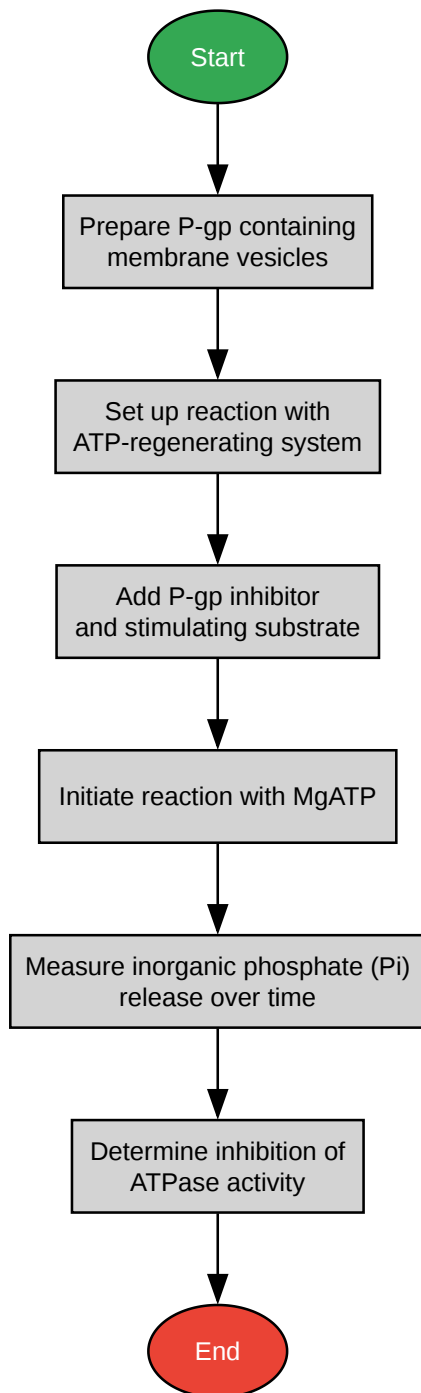 Start
Prepare P-gp containing
membrane vesicles
Set up reaction with
ATP-regenerating system
Add P-gp inhibitor
and stimulating substrate
Initiate reaction with MgATP
Measure inorganic phosphate (Pi)
release over time
Determine inhibition of
ATPase activity
End